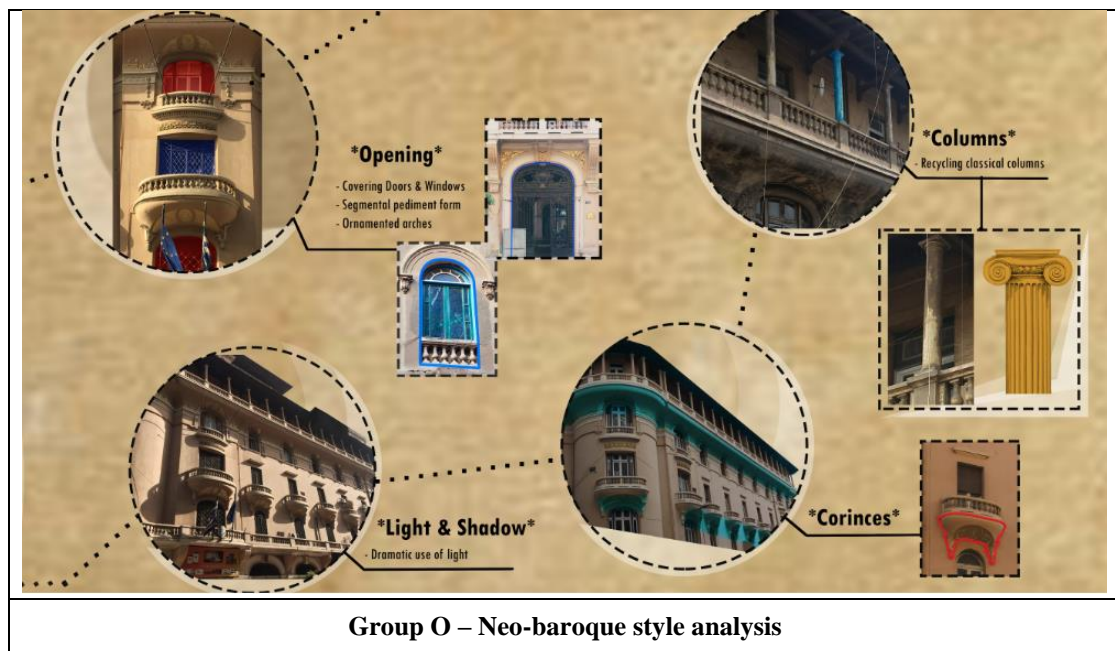 *Opening*
- Covering Doors & Windows
- Segmental pediment form
- Ornamented arches
*Columns*
- Recycling classical columns
*Light & Shadow*
- Dramatic use of light
*Corinces*
Group O – Neo-baroque style analysis